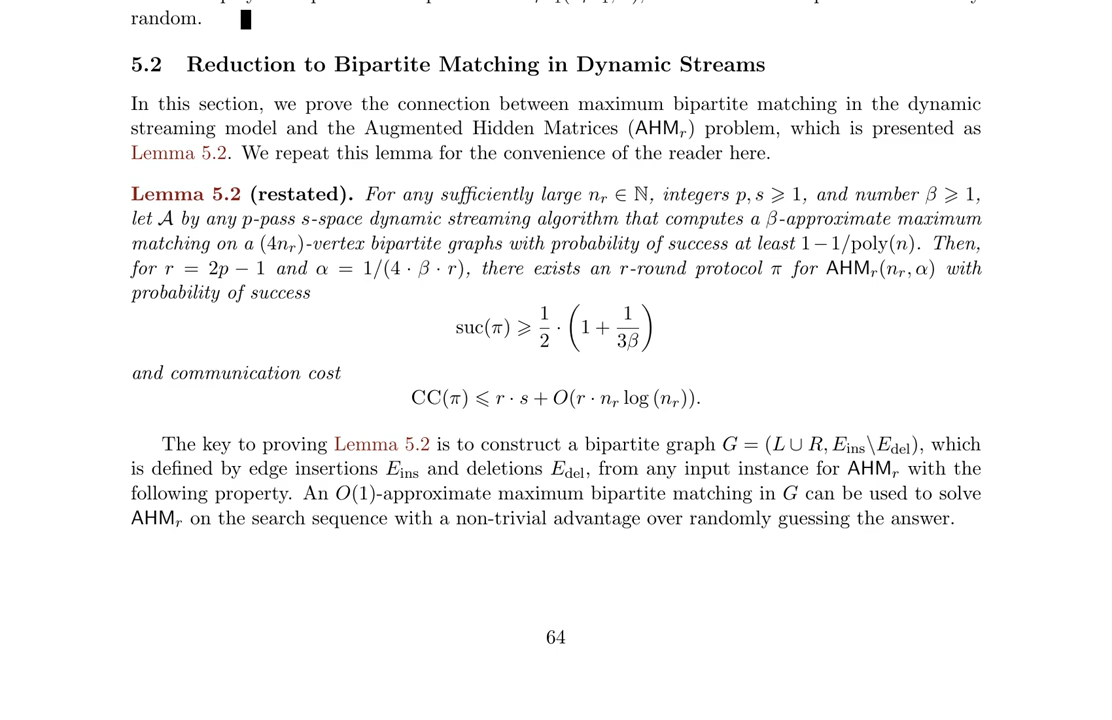 random.
5.2 Reduction to Bipartite Matching in Dynamic Streams
In this section, we prove the connection between maximum bipartite matching in the dynamic
streaming model and the Augmented Hidden Matrices (AHMᵣ) problem, which is presented as
Lemma 5.2. We repeat this lemma for the convenience of the reader here.
Lemma 5.2 (restated). For any sufficiently large nᵣ ∈ ℕ, integers p, s ⩾ 1, and number β ⩾ 1,
let 𝒜 by any p-pass s-space dynamic streaming algorithm that computes a β-approximate maximum
matching on a (4nᵣ)-vertex bipartite graphs with probability of success at least 1−1/poly(n). Then,
for r = 2p − 1 and α = 1/(4 · β · r), there exists an r-round protocol π for AHMᵣ(nᵣ, α) with
probability of success
suc(π) ⩾ 1/2 · (1 + 1/3β)
and communication cost
CC(π) ⩽ r · s + O(r · nᵣ log (nᵣ)).
The key to proving Lemma 5.2 is to construct a bipartite graph G = (L ∪ R, E_ins\E_del), which
is defined by edge insertions E_ins and deletions E_del, from any input instance for AHMᵣ with the
following property. An O(1)-approximate maximum bipartite matching in G can be used to solve
AHMᵣ on the search sequence with a non-trivial advantage over randomly guessing the answer.
64